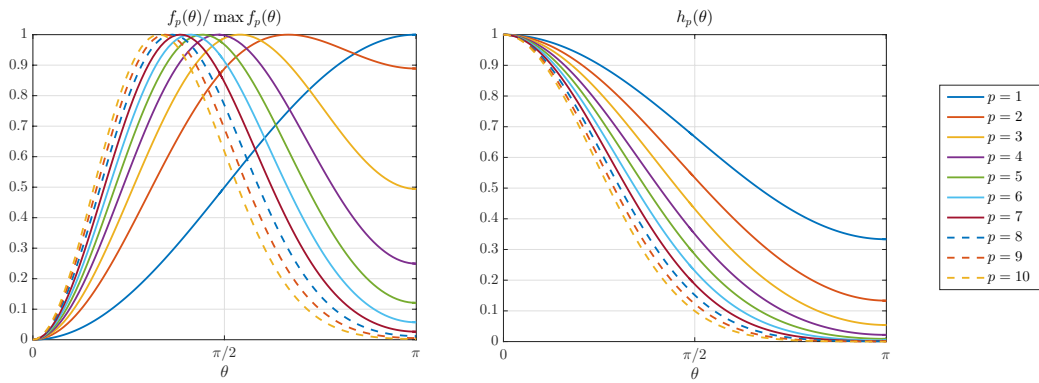 f_p(θ)/ max f_p(θ)
1
0.9
0.8
0.7
0.6
0.5
0.4
0.3
0.2
0.1
0
0 π/2 π
θ
h_p(θ)
1
0.9
0.8
0.7
0.6
0.5
0.4
0.3
0.2
0.1
0
0 π/2 π
θ
p = 1
p = 2
p = 3
p = 4
p = 5
p = 6
p = 7
p = 8
p = 9
p = 10